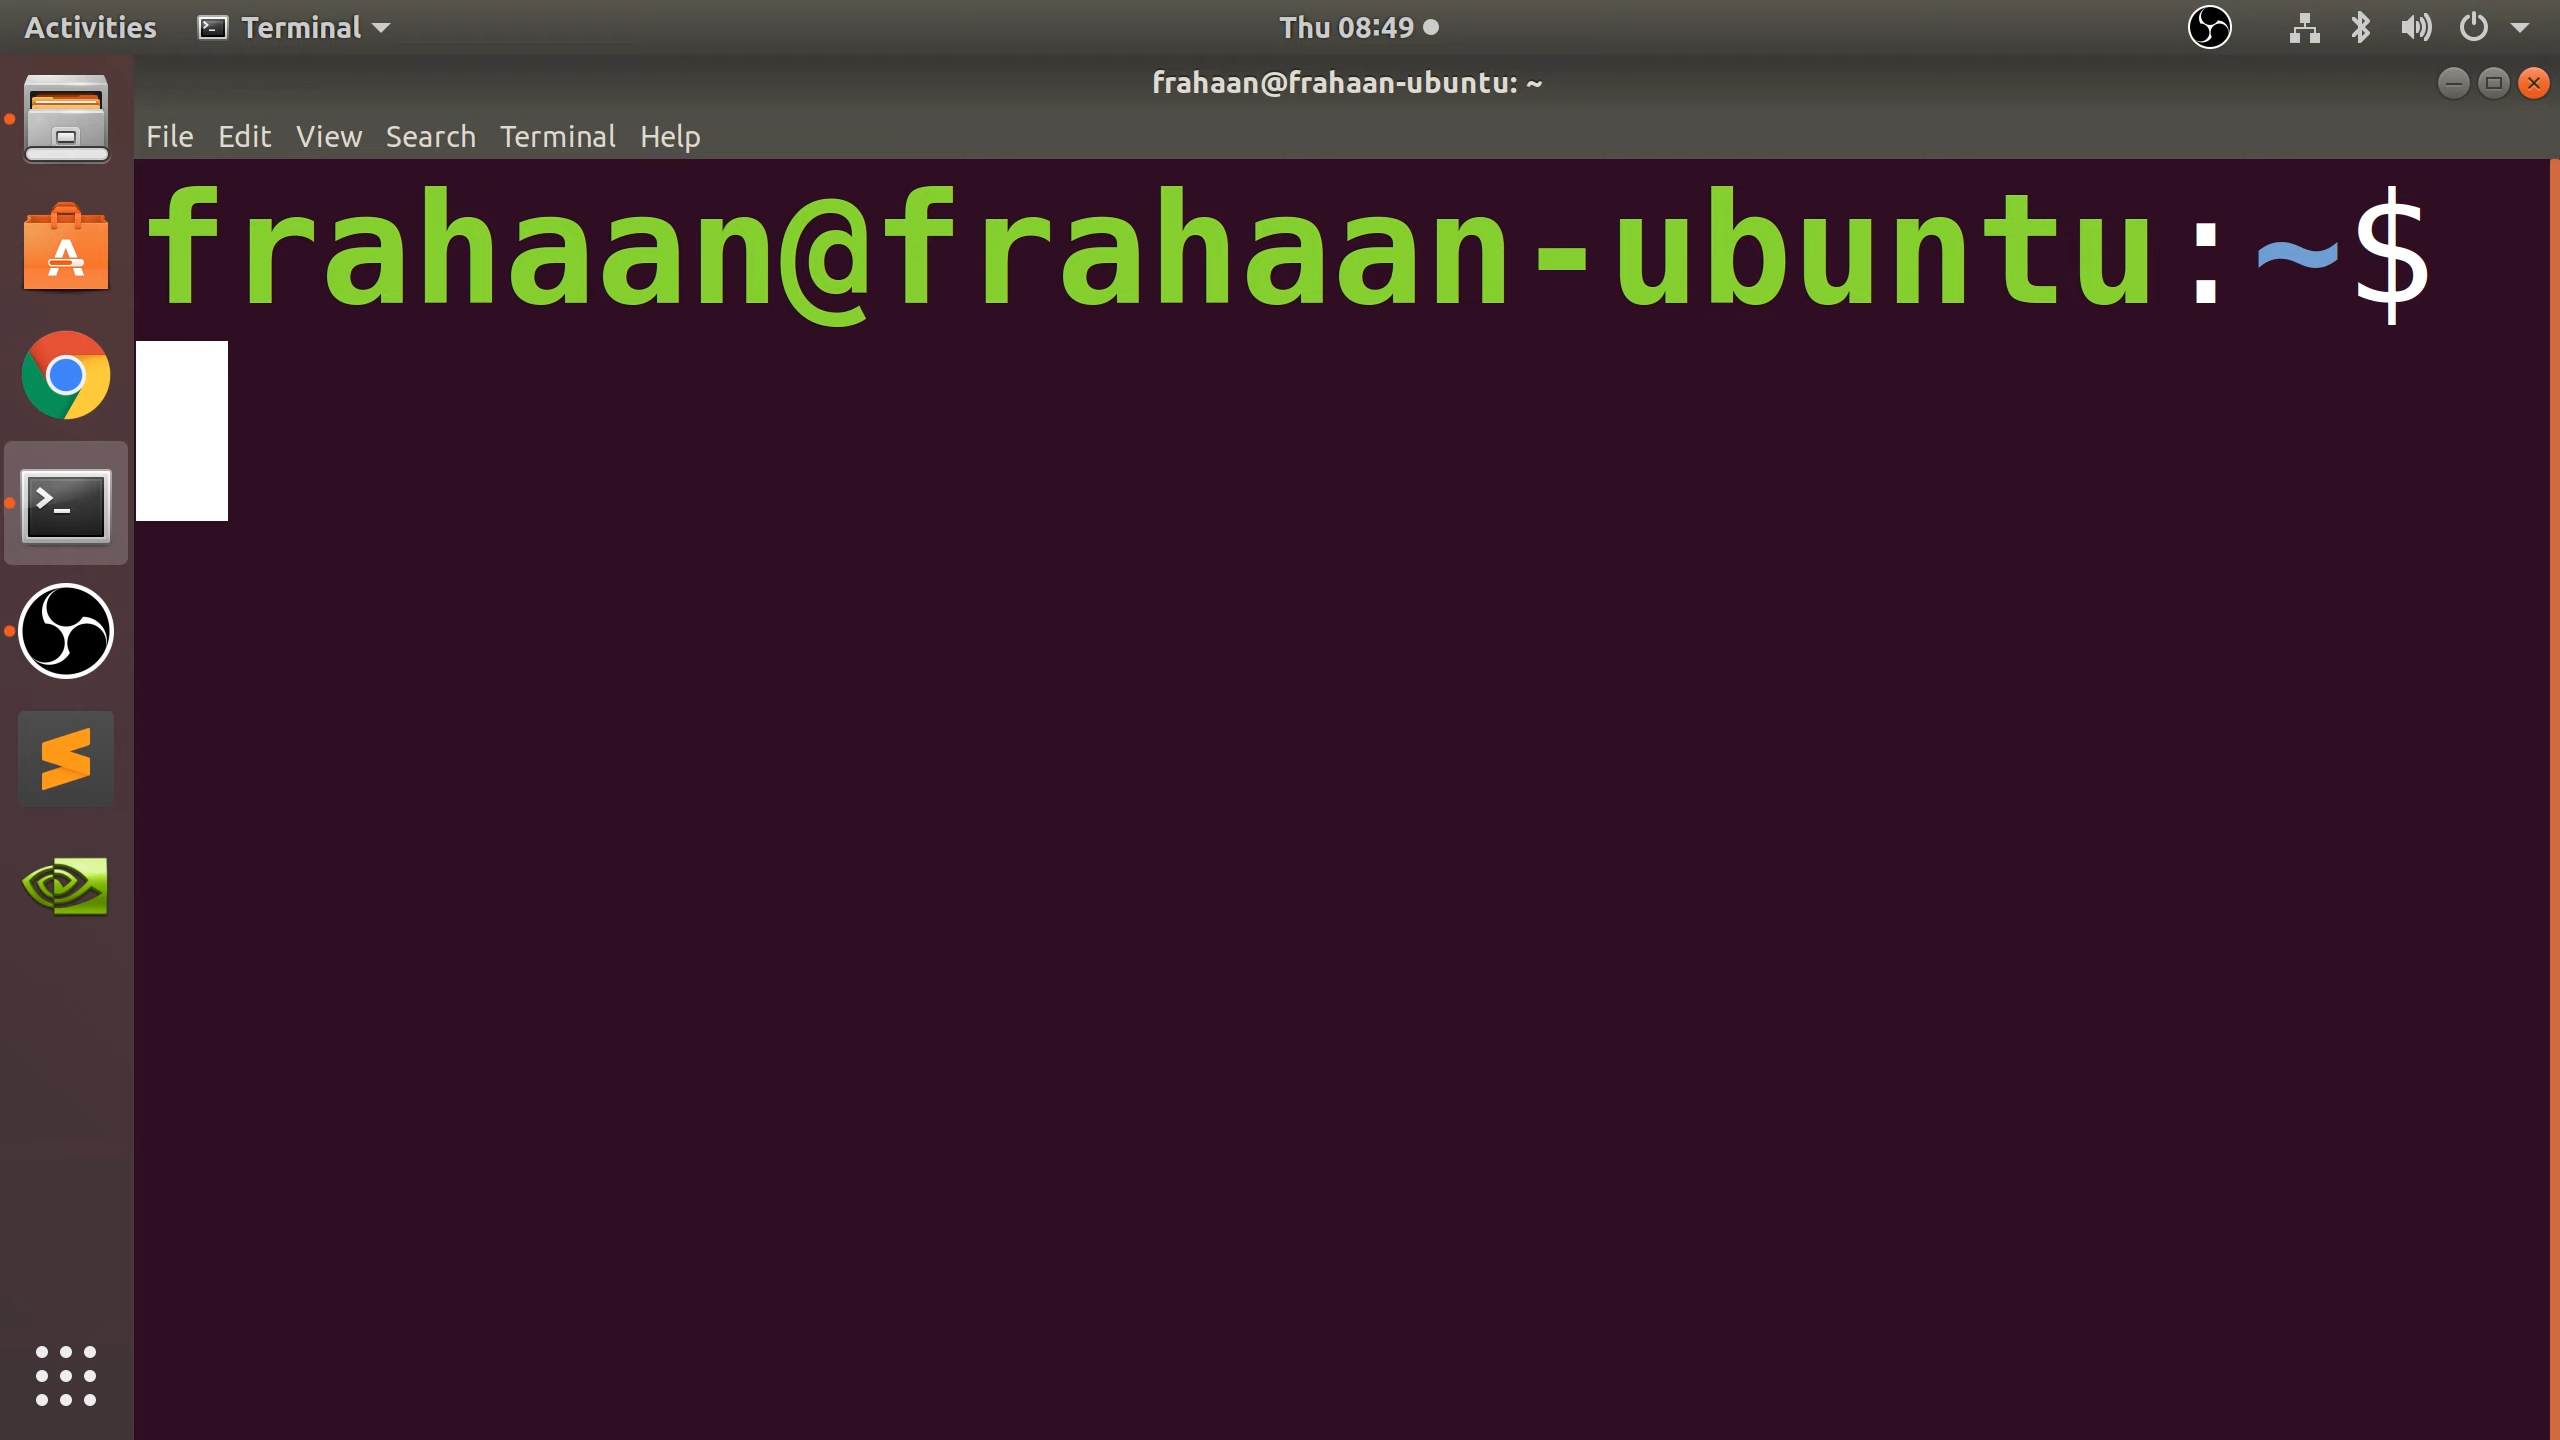 Activities Terminal Thu 08:49
frahaan@frahaan-ubuntu: ~
File Edit View Search Terminal Help
frahaan@frahaan-ubuntu:~$